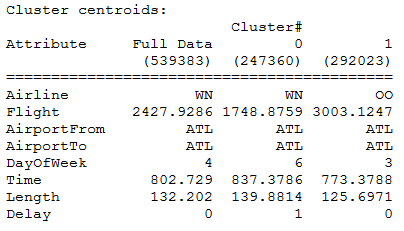 Cluster centroids:
Cluster#
Attribute Full Data 0 1
(539383) (247360) (292023)
==================================================
Airline WN WN OO
Flight 2427.9286 1748.8759 3003.1247
AirportFrom ATL ATL ATL
AirportTo ATL ATL ATL
DayOfWeek 4 6 3
Time 802.729 837.3786 773.3788
Length 132.202 139.8814 125.6971
Delay 0 1 0